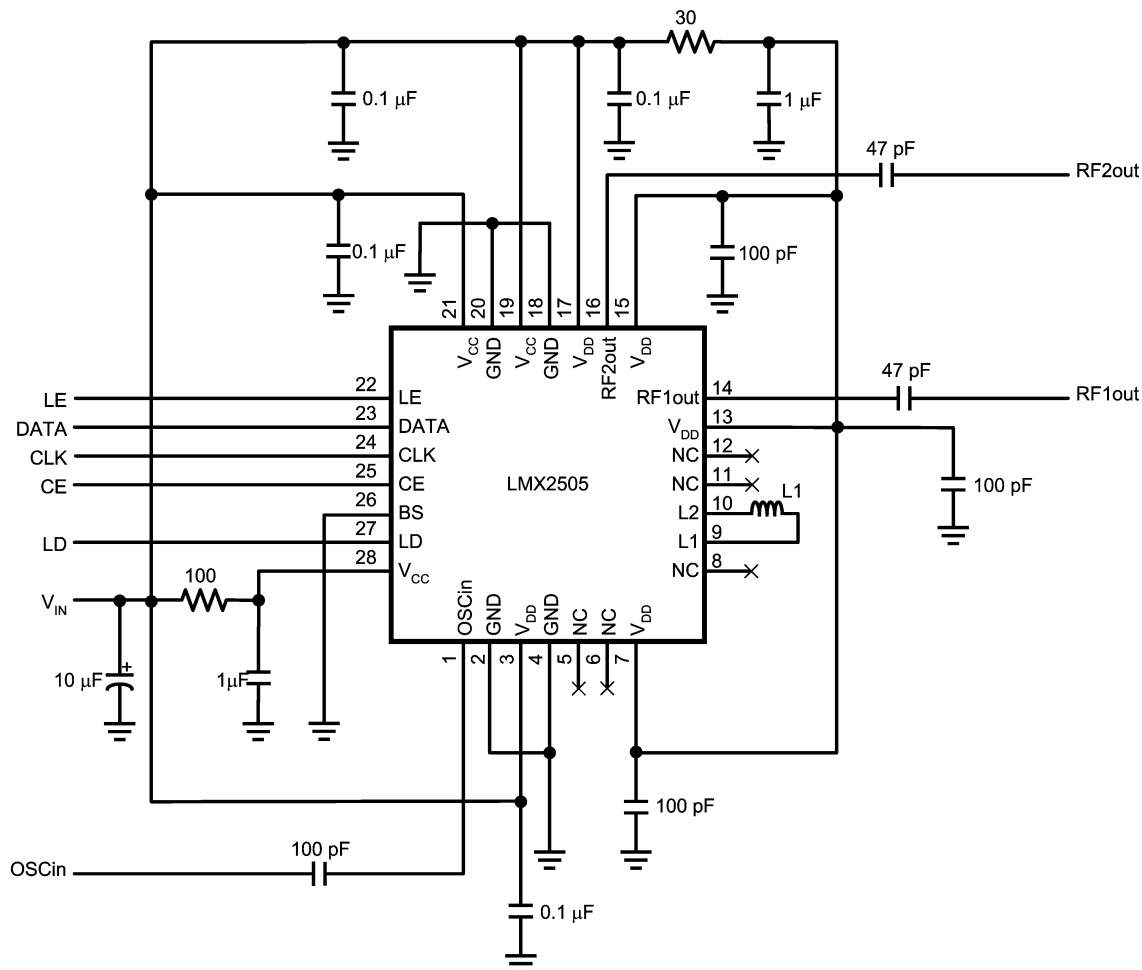 30
0.1 μF
0.1 μF
1 μF
47 pF
RF2out
0.1 μF
100 pF
21
20
19
18
17
16
15
VCC
GND
VCC
GND
VDD
RF2out
VDD
47 pF
RF1out
LE
22
LE
RF1out
14
DATA
23
DATA
VDD
13
CLK
24
CLK
NC
12
CE
25
CE
LMX2505
NC
11
L1
100 pF
26
BS
L2
10
LD
27
LD
L1
9
28
VCC
NC
8
100
VIN
OSCin
GND
VDD
GND
NC
NC
VDD
1
2
3
4
5
6
7
10 μF
+
1μF
100 pF
100 pF
OSCin
0.1 μF